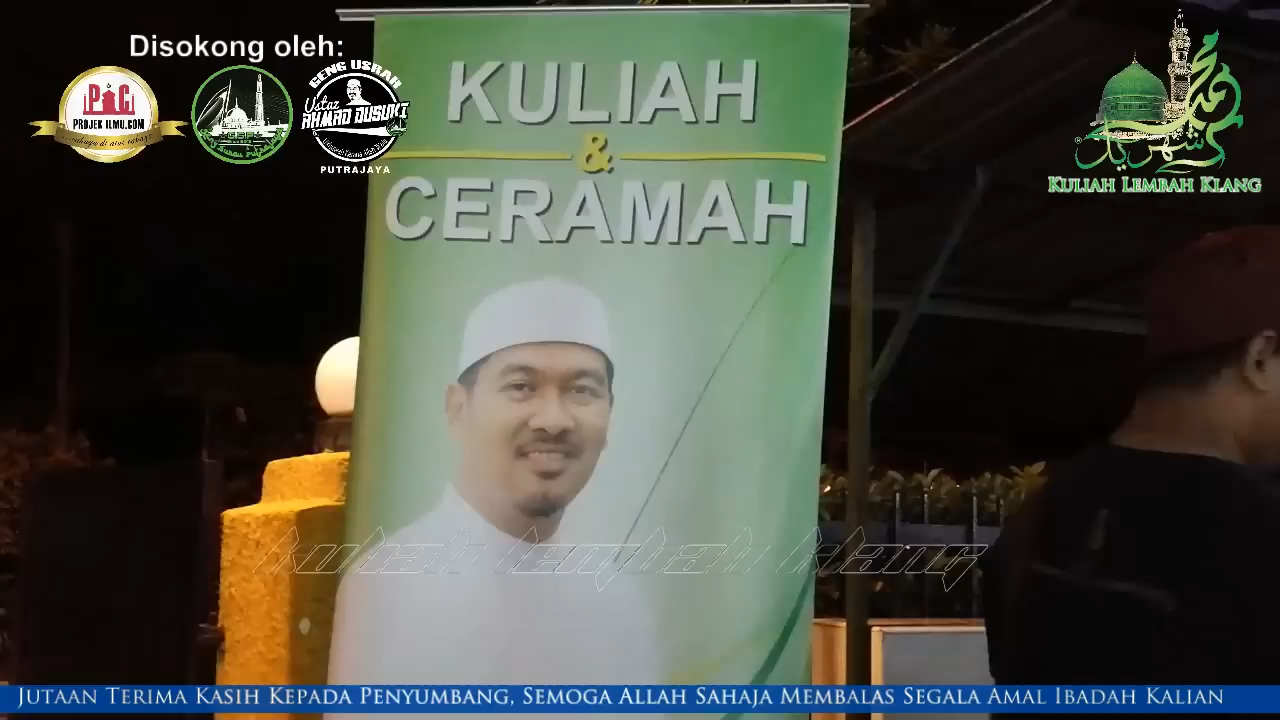 Disokong oleh:
PROJEK ILMU.COM
GENG USRAH
Ustaz
AHMAD DUSUKI
PUTRAJAYA
KULIAH
&
CERAMAH
KULIAH LEMBAH KLANG
kuliah lembah klang
JUTAAN TERIMA KASIH KEPADA PENYUMBANG, SEMOGA ALLAH SAHAJA MEMBALAS SEGALA AMAL IBADAH KALIAN